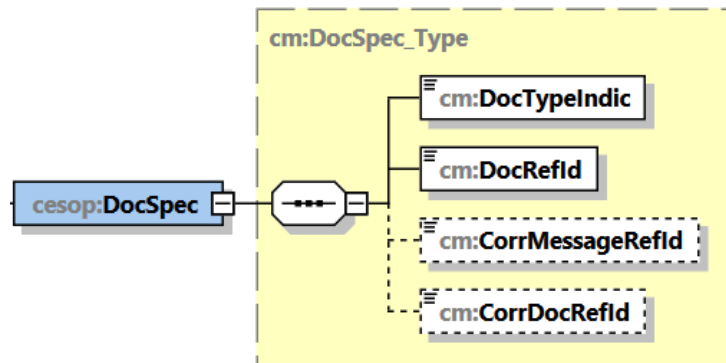 cm:DocSpec_Type
cm:DocTypeIndic
cm:DocRefId
cesop:DocSpec
cm:CorrMessageRefId
cm:CorrDocRefId